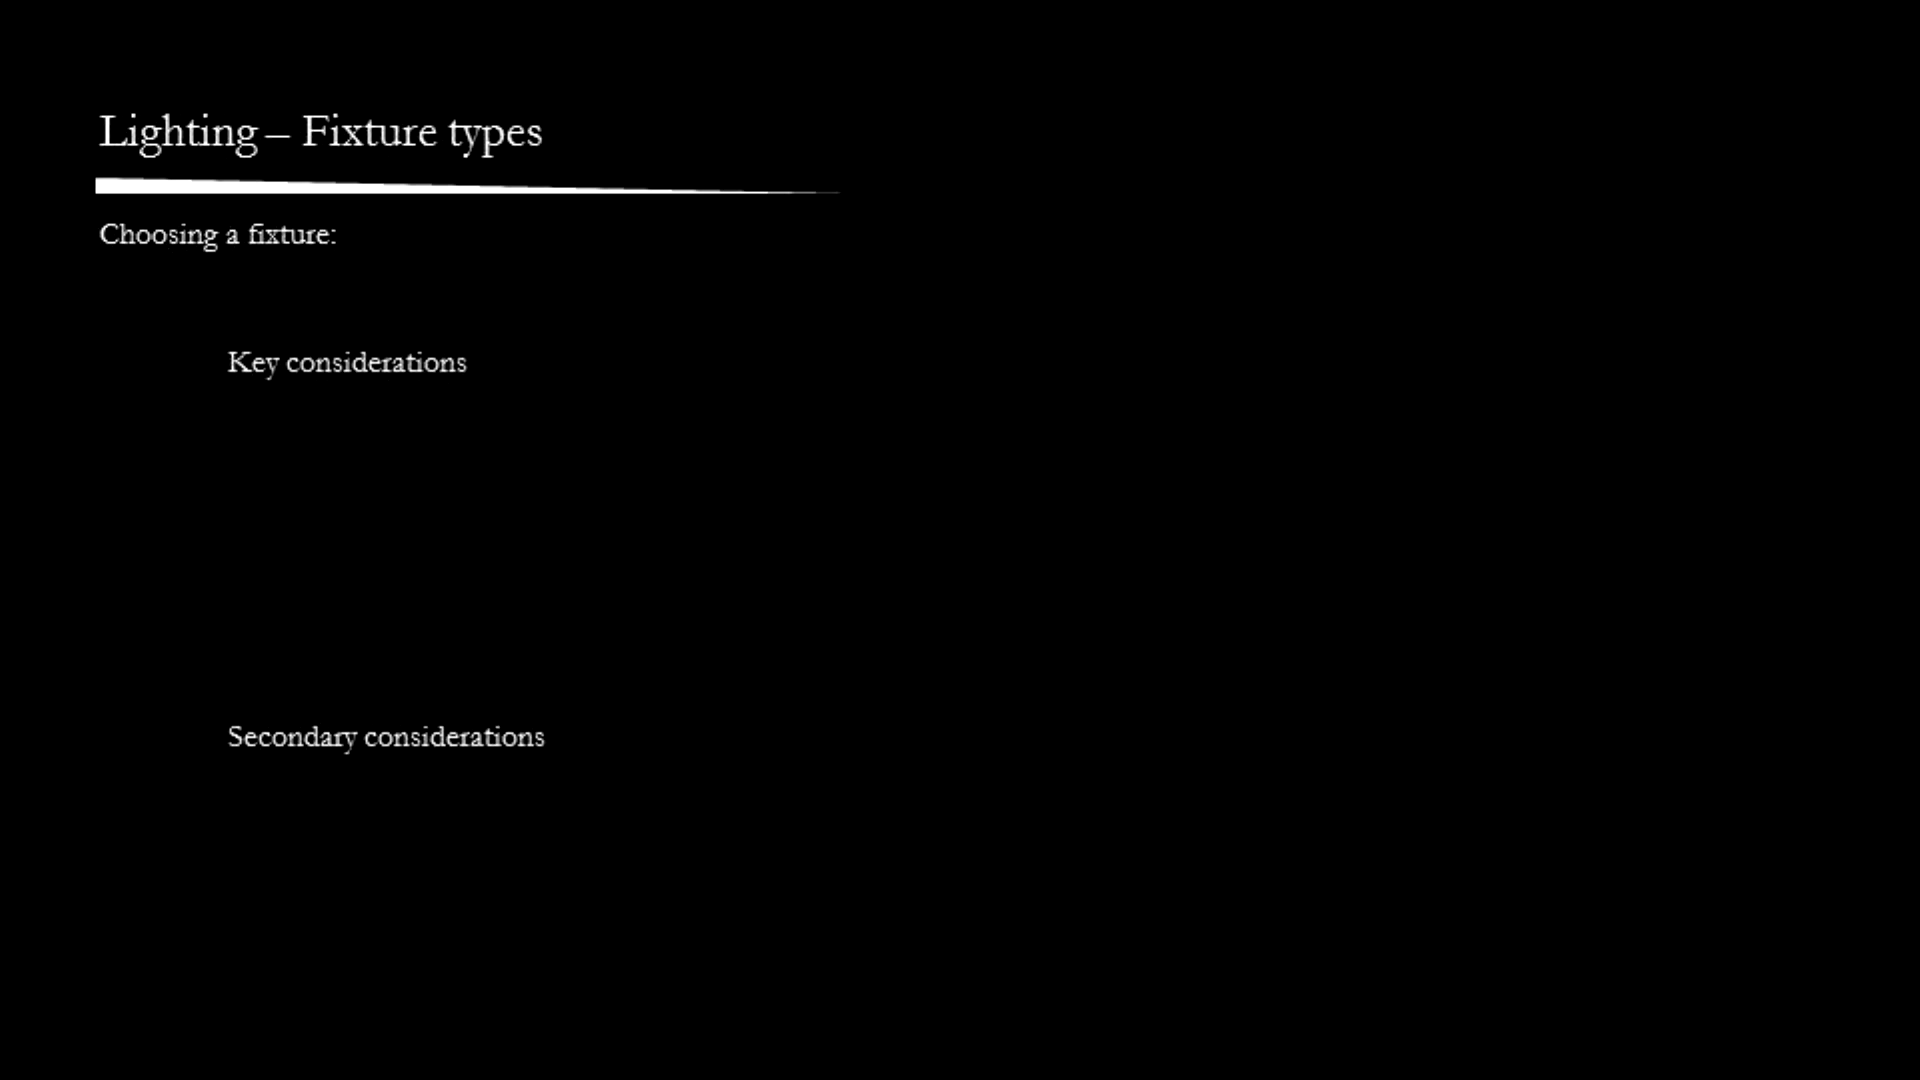 Lighting – Fixture types
Choosing a fixture:
Key considerations
Secondary considerations